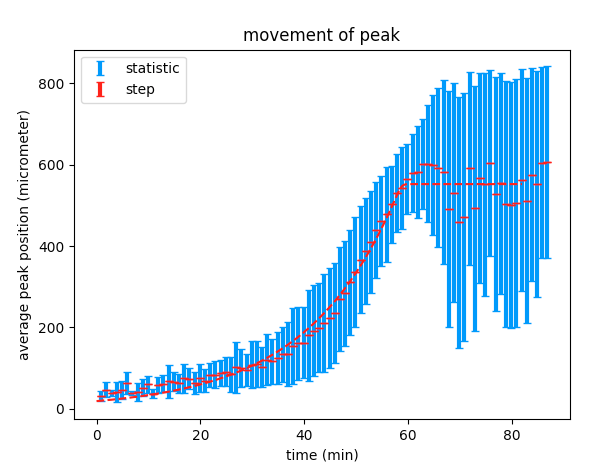 movement of peak
statistic
step
average peak position (micrometer)
800
600
400
200
0
0 20 40 60 80
time (min)